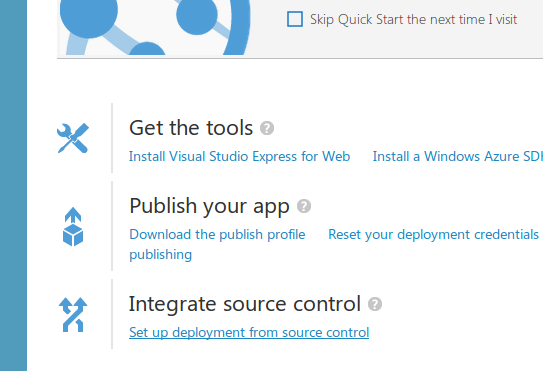 Skip Quick Start the next time I visit
Get the tools ?
Install Visual Studio Express for Web Install a Windows Azure SD
Publish your app ?
Download the publish profile Reset your deployment credentials
publishing
Integrate source control ?
Set up deployment from source control